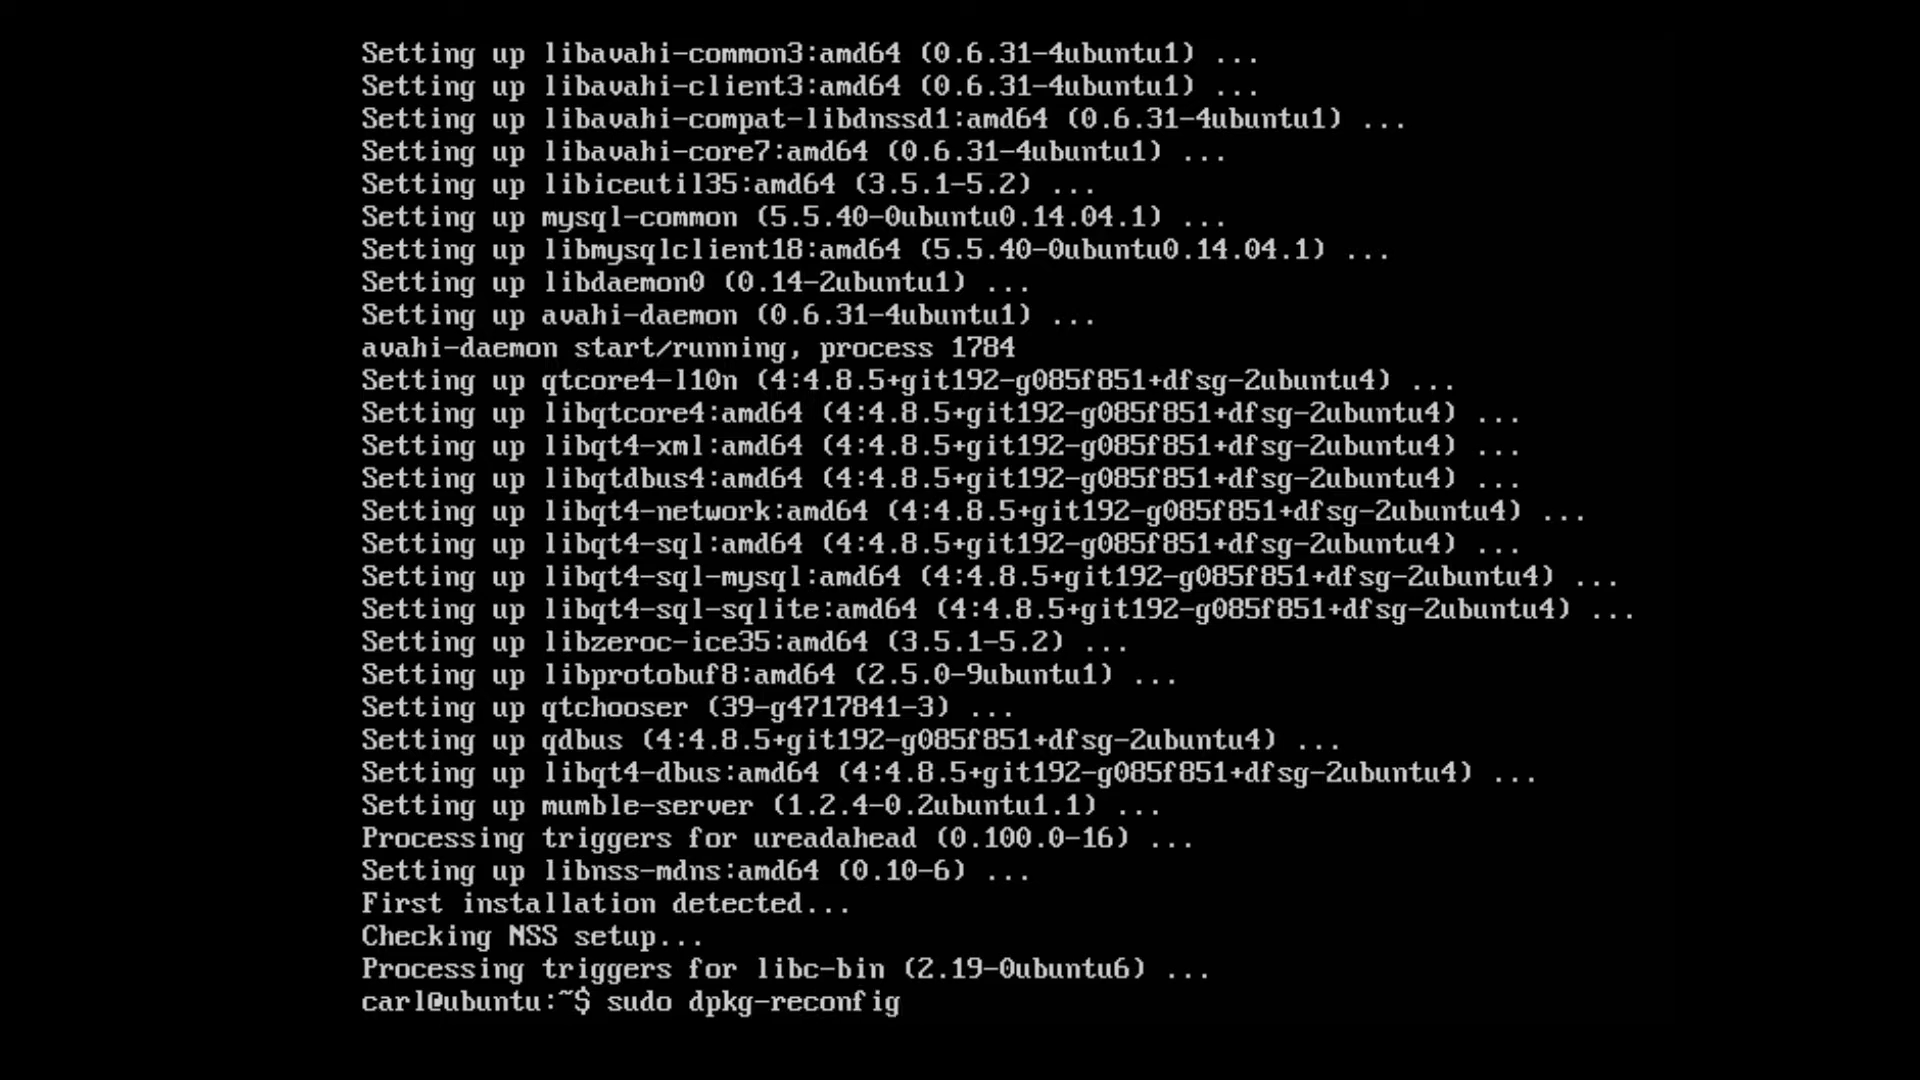 Setting up libavahi-common3:amd64 (0.6.31-4ubuntu1) ...
Setting up libavahi-client3:amd64 (0.6.31-4ubuntu1) ...
Setting up libavahi-compat-libdnssd1:amd64 (0.6.31-4ubuntu1) ...
Setting up libavahi-core7:amd64 (0.6.31-4ubuntu1) ...
Setting up libiceutil35:amd64 (3.5.1-5.2) ...
Setting up mysql-common (5.5.40-0ubuntu0.14.04.1) ...
Setting up libmysqlclient18:amd64 (5.5.40-0ubuntu0.14.04.1) ...
Setting up libdaemon0 (0.14-2ubuntu1) ...
Setting up avahi-daemon (0.6.31-4ubuntu1) ...
avahi-daemon start/running, process 1784
Setting up qtcore4-l10n (4:4.8.5+git192-g085f851+dfsg-2ubuntu4) ...
Setting up libqtcore4:amd64 (4:4.8.5+git192-g085f851+dfsg-2ubuntu4) ...
Setting up libqt4-xml:amd64 (4:4.8.5+git192-g085f851+dfsg-2ubuntu4) ...
Setting up libqtdbus4:amd64 (4:4.8.5+git192-g085f851+dfsg-2ubuntu4) ...
Setting up libqt4-network:amd64 (4:4.8.5+git192-g085f851+dfsg-2ubuntu4) ...
Setting up libqt4-sql:amd64 (4:4.8.5+git192-g085f851+dfsg-2ubuntu4) ...
Setting up libqt4-sql-mysql:amd64 (4:4.8.5+git192-g085f851+dfsg-2ubuntu4) ...
Setting up libqt4-sql-sqlite:amd64 (4:4.8.5+git192-g085f851+dfsg-2ubuntu4) ...
Setting up libzeroc-ice35:amd64 (3.5.1-5.2) ...
Setting up libprotobuf8:amd64 (2.5.0-9ubuntu1) ...
Setting up qtchooser (39-g4717841-3) ...
Setting up qdbus (4:4.8.5+git192-g085f851+dfsg-2ubuntu4) ...
Setting up libqt4-dbus:amd64 (4:4.8.5+git192-g085f851+dfsg-2ubuntu4) ...
Setting up mumble-server (1.2.4-0.2ubuntu1.1) ...
Processing triggers for ureadahead (0.100.0-16) ...
Setting up libnss-mdns:amd64 (0.10-6) ...
First installation detected...
Checking NSS setup...
Processing triggers for libc-bin (2.19-0ubuntu6) ...
carl@ubuntu:~$ sudo dpkg-reconfig